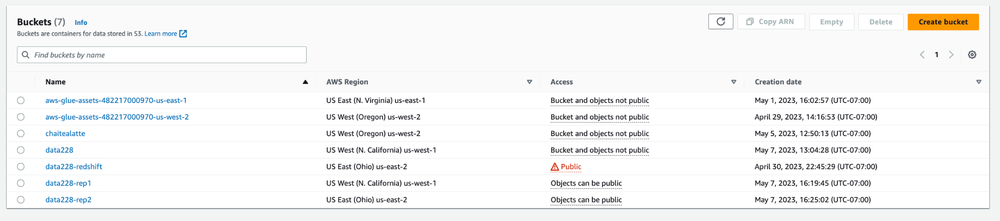 Buckets (7) Info
Buckets are containers for data stored in S3. Learn more
Copy ARN Empty Delete Create bucket
Find buckets by name
1
Name AWS Region Access Creation date
aws-glue-assets-482217000970-us-east-1 US East (N. Virginia) us-east-1 Bucket and objects not public May 1, 2023, 16:02:57 (UTC-07:00)
aws-glue-assets-482217000970-us-west-2 US West (Oregon) us-west-2 Bucket and objects not public April 29, 2023, 14:16:53 (UTC-07:00)
chaitealatte US West (Oregon) us-west-2 Bucket and objects not public May 5, 2023, 12:50:13 (UTC-07:00)
data228 US West (N. California) us-west-1 Bucket and objects not public May 7, 2023, 13:04:28 (UTC-07:00)
data228-redshift US East (Ohio) us-east-2 Public April 30, 2023, 22:45:29 (UTC-07:00)
data228-rep1 US West (N. California) us-west-1 Objects can be public May 7, 2023, 16:19:45 (UTC-07:00)
data228-rep2 US East (Ohio) us-east-2 Objects can be public May 7, 2023, 16:25:02 (UTC-07:00)